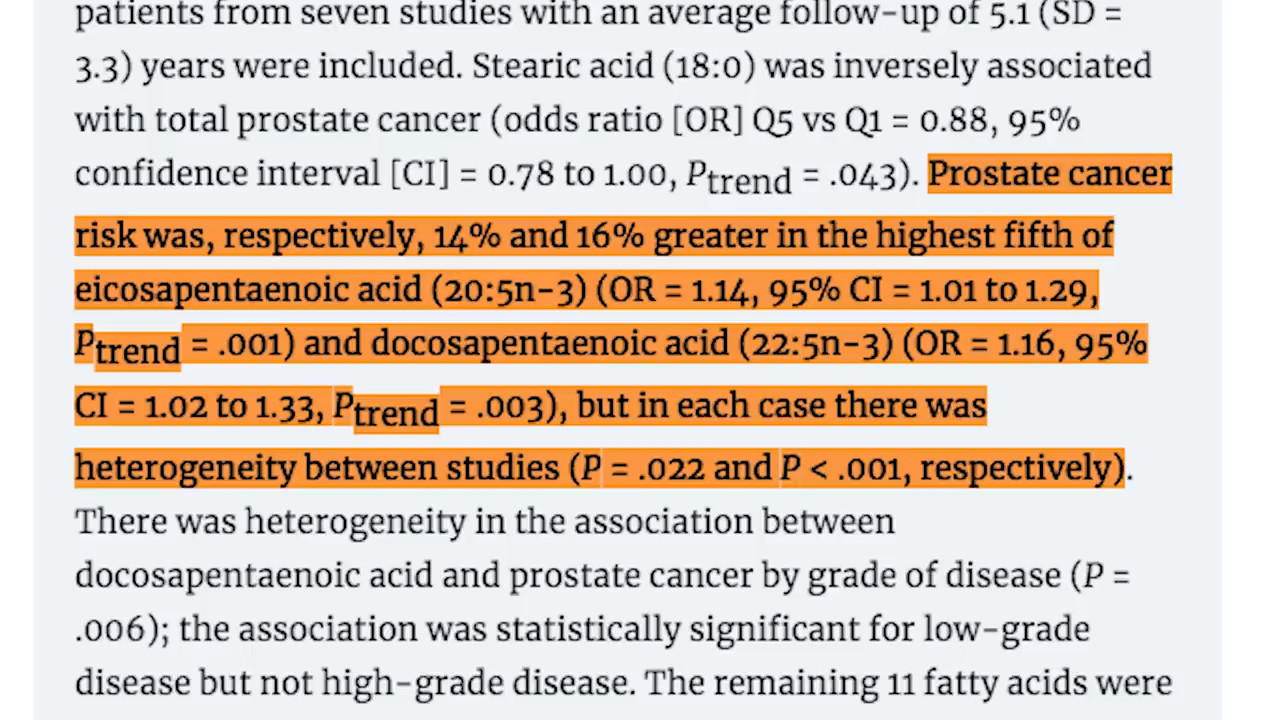 patients from seven studies with an average follow-up of 5.1 (SD =
3.3) years were included. Stearic acid (18:0) was inversely associated
with total prostate cancer (odds ratio [OR] Q5 vs Q1 = 0.88, 95%
confidence interval [CI] = 0.78 to 1.00, Ptrend = .043). Prostate cancer
risk was, respectively, 14% and 16% greater in the highest fifth of
eicosapentaenoic acid (20:5n-3) (OR = 1.14, 95% CI = 1.01 to 1.29,
Ptrend = .001) and docosapentaenoic acid (22:5n-3) (OR = 1.16, 95%
CI = 1.02 to 1.33, Ptrend = .003), but in each case there was
heterogeneity between studies (P = .022 and P < .001, respectively).
There was heterogeneity in the association between
docosapentaenoic acid and prostate cancer by grade of disease (P =
.006); the association was statistically significant for low-grade
disease but not high-grade disease. The remaining 11 fatty acids were